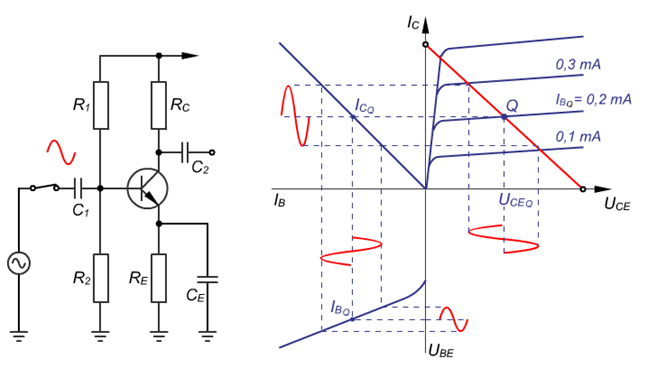 R1
RC
C2
C1
R2
RE
CE
IC
0,3 mA
ICQ
Q
IBQ = 0,2 mA
0,1 mA
IB
UCEQ
UCE
IBQ
UBE